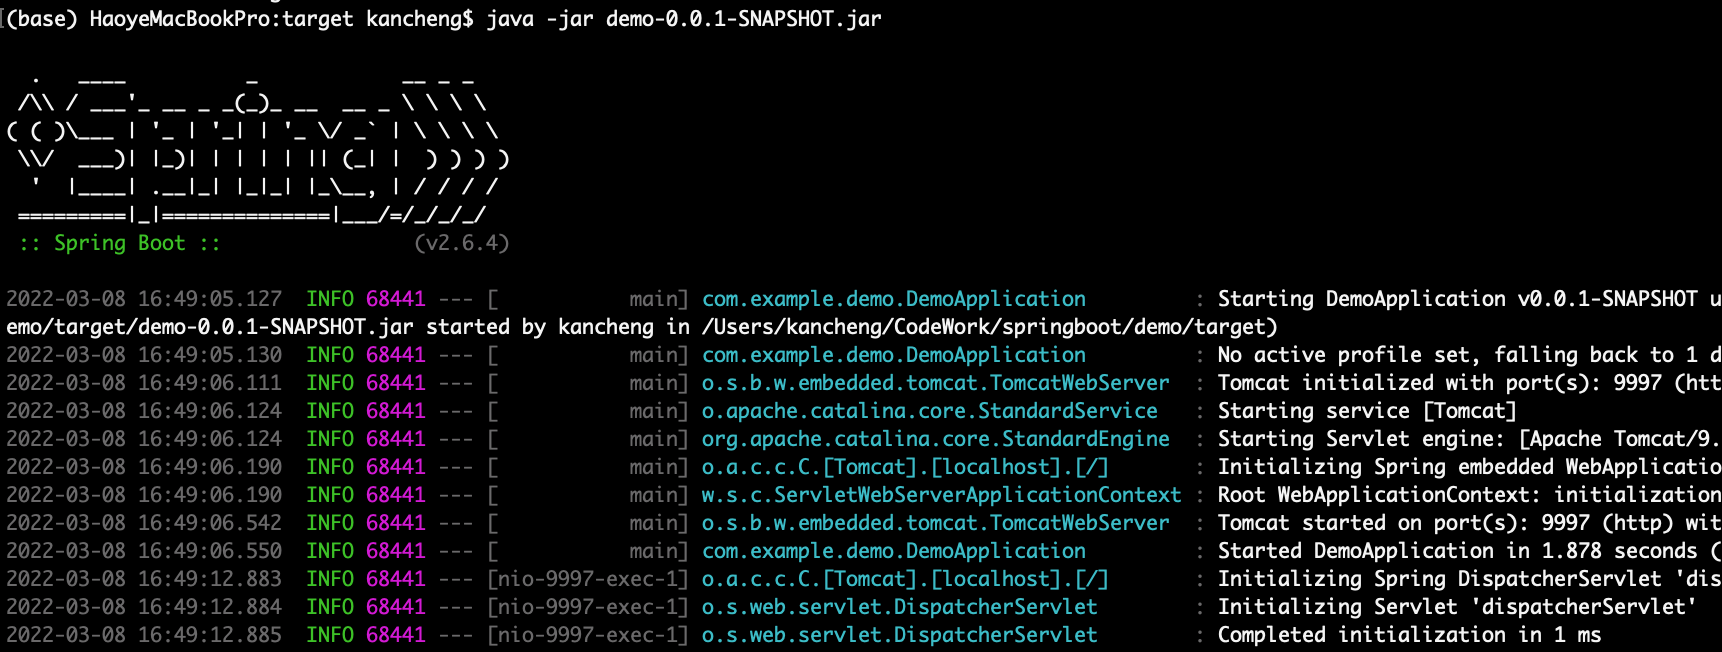 (base) HaoyeMacBookPro:target kancheng$ java -jar demo-0.0.1-SNAPSHOT.jar
  .   ____          _            __ _ _
 /\\ / ___'_ __ _ _(_)_ __  __ _ \ \ \ \
( ( )\___ | '_ | '_| | '_ \/ _` | \ \ \ \
 \\/  ___)| |_)| | | | | || (_| |  ) ) ) )
  '  |____| .__|_| |_|_| |_\__, | / / / /
 =========|_|==============|___/=/_/_/_/
 :: Spring Boot ::                (v2.6.4)
2022-03-08 16:49:05.127  INFO 68441 --- [           main] com.example.demo.DemoApplication         : Starting DemoApplication v0.0.1-SNAPSHOT u
emo/target/demo-0.0.1-SNAPSHOT.jar started by kancheng in /Users/kancheng/CodeWork/springboot/demo/target)
2022-03-08 16:49:05.130  INFO 68441 --- [           main] com.example.demo.DemoApplication         : No active profile set, falling back to 1 d
2022-03-08 16:49:06.111  INFO 68441 --- [           main] o.s.b.w.embedded.tomcat.TomcatWebServer  : Tomcat initialized with port(s): 9997 (htt
2022-03-08 16:49:06.124  INFO 68441 --- [           main] o.apache.catalina.core.StandardService   : Starting service [Tomcat]
2022-03-08 16:49:06.124  INFO 68441 --- [           main] org.apache.catalina.core.StandardEngine  : Starting Servlet engine: [Apache Tomcat/9.
2022-03-08 16:49:06.190  INFO 68441 --- [           main] o.a.c.c.C.[Tomcat].[localhost].[/]       : Initializing Spring embedded WebApplicatio
2022-03-08 16:49:06.190  INFO 68441 --- [           main] w.s.c.ServletWebServerApplicationContext : Root WebApplicationContext: initialization
2022-03-08 16:49:06.542  INFO 68441 --- [           main] o.s.b.w.embedded.tomcat.TomcatWebServer  : Tomcat started on port(s): 9997 (http) wit
2022-03-08 16:49:06.550  INFO 68441 --- [           main] com.example.demo.DemoApplication         : Started DemoApplication in 1.878 seconds (
2022-03-08 16:49:12.883  INFO 68441 --- [nio-9997-exec-1] o.a.c.c.C.[Tomcat].[localhost].[/]       : Initializing Spring DispatcherServlet 'dis
2022-03-08 16:49:12.884  INFO 68441 --- [nio-9997-exec-1] o.s.web.servlet.DispatcherServlet        : Initializing Servlet 'dispatcherServlet'
2022-03-08 16:49:12.885  INFO 68441 --- [nio-9997-exec-1] o.s.web.servlet.DispatcherServlet        : Completed initialization in 1 ms